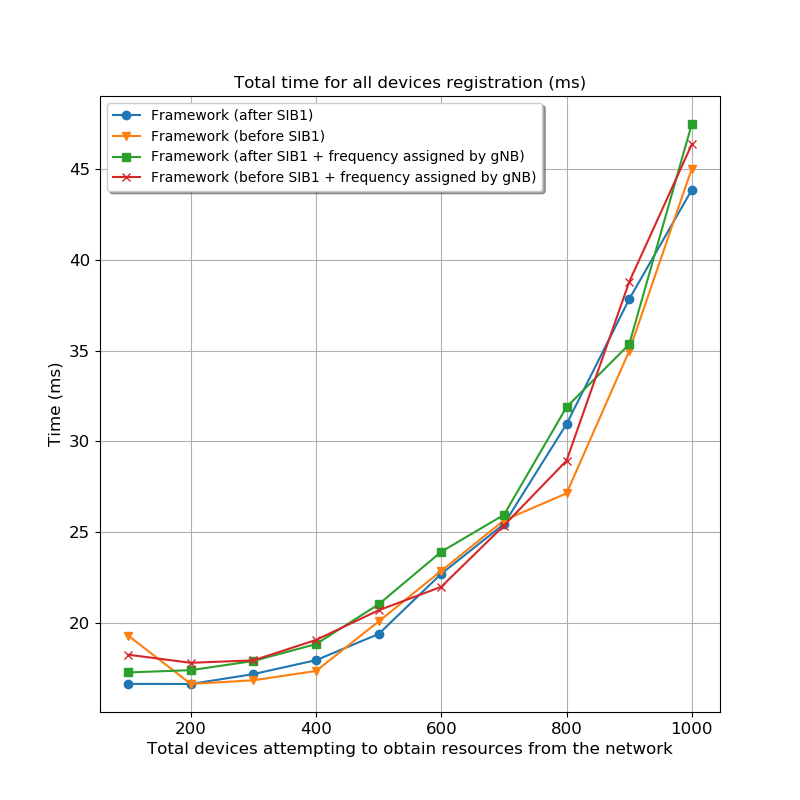 Total time for all devices registration (ms)
Framework (after SIB1)
Framework (before SIB1)
Framework (after SIB1 + frequency assigned by gNB)
Framework (before SIB1 + frequency assigned by gNB)
45
40
35
30
25
20
Time (ms)
200 400 600 800 1000
Total devices attempting to obtain resources from the network